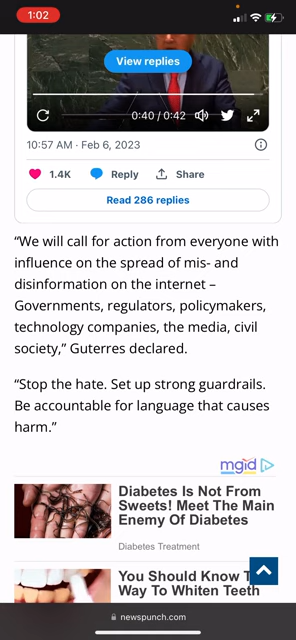 1:02
View replies
0:40 / 0:42
10:57 AM · Feb 6, 2023
1.4K Reply Share
Read 286 replies
“We will call for action from everyone with
influence on the spread of mis- and
disinformation on the internet –
Governments, regulators, policymakers,
technology companies, the media, civil
society,” Guterres declared.
“Stop the hate. Set up strong guardrails.
Be accountable for language that causes
harm.”
mgid
Diabetes Is Not From
Sweets! Meet The Main
Enemy Of Diabetes
Diabetes Treatment
You Should Know
Way To Whiten Teeth
newspunch.com